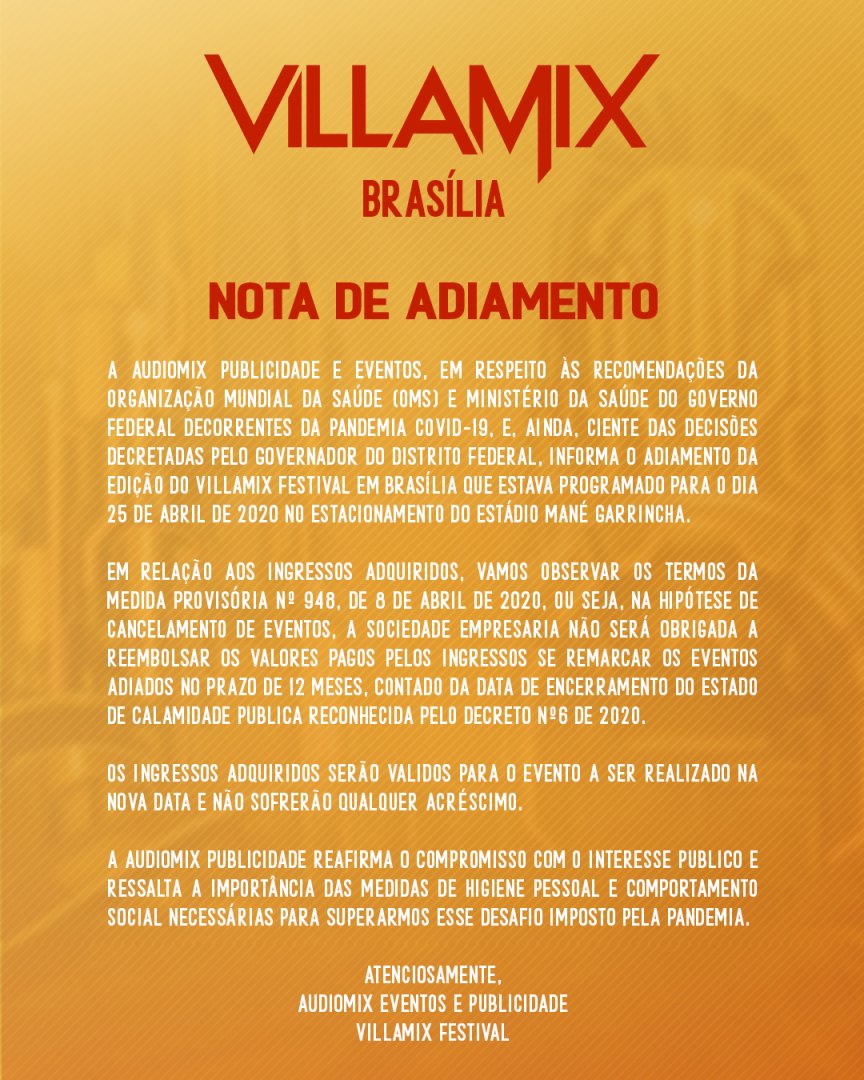 VILLAMIX
BRASÍLIA
NOTA DE ADIAMENTO
A AUDIOMIX PUBLICIDADE E EVENTOS, EM RESPEITO ÀS RECOMENDAÇÕES DA
ORGANIZAÇÃO MUNDIAL DA SAÚDE (OMS) E MINISTÉRIO DA SAÚDE DO GOVERNO
FEDERAL DECORRENTES DA PANDEMIA COVID-19, E, AINDA, CIENTE DAS DECISÕES
DECRETADAS PELO GOVERNADOR DO DISTRITO FEDERAL, INFORMA O ADIAMENTO DA
EDIÇÃO DO VILLAMIX FESTIVAL EM BRASÍLIA QUE ESTAVA PROGRAMADO PARA O DIA
25 DE ABRIL DE 2020 NO ESTACIONAMENTO DO ESTÁDIO MANÉ GARRINCHA.
EM RELAÇÃO AOS INGRESSOS ADQUIRIDOS, VAMOS OBSERVAR OS TERMOS DA
MEDIDA PROVISÓRIA Nº 948, DE 8 DE ABRIL DE 2020, OU SEJA, NA HIPÓTESE DE
CANCELAMENTO DE EVENTOS, A SOCIEDADE EMPRESARIA NÃO SERÁ OBRIGADA A
REEMBOLSAR OS VALORES PAGOS PELOS INGRESSOS SE REMARCAR OS EVENTOS
ADIADOS NO PRAZO DE 12 MESES, CONTADO DA DATA DE ENCERRAMENTO DO ESTADO
DE CALAMIDADE PUBLICA RECONHECIDA PELO DECRETO Nº6 DE 2020.
OS INGRESSOS ADQUIRIDOS SERÃO VALIDOS PARA O EVENTO A SER REALIZADO NA
NOVA DATA E NÃO SOFRERÃO QUALQUER ACRÉSCIMO.
A AUDIOMIX PUBLICIDADE REAFIRMA O COMPROMISSO COM O INTERESSE PUBLICO E
RESSALTA A IMPORTÂNCIA DAS MEDIDAS DE HIGIENE PESSOAL E COMPORTAMENTO
SOCIAL NECESSÁRIAS PARA SUPERARMOS ESSE DESAFIO IMPOSTO PELA PANDEMIA.
ATENCIOSAMENTE,
AUDIOMIX EVENTOS E PUBLICIDADE
VILLAMIX FESTIVAL